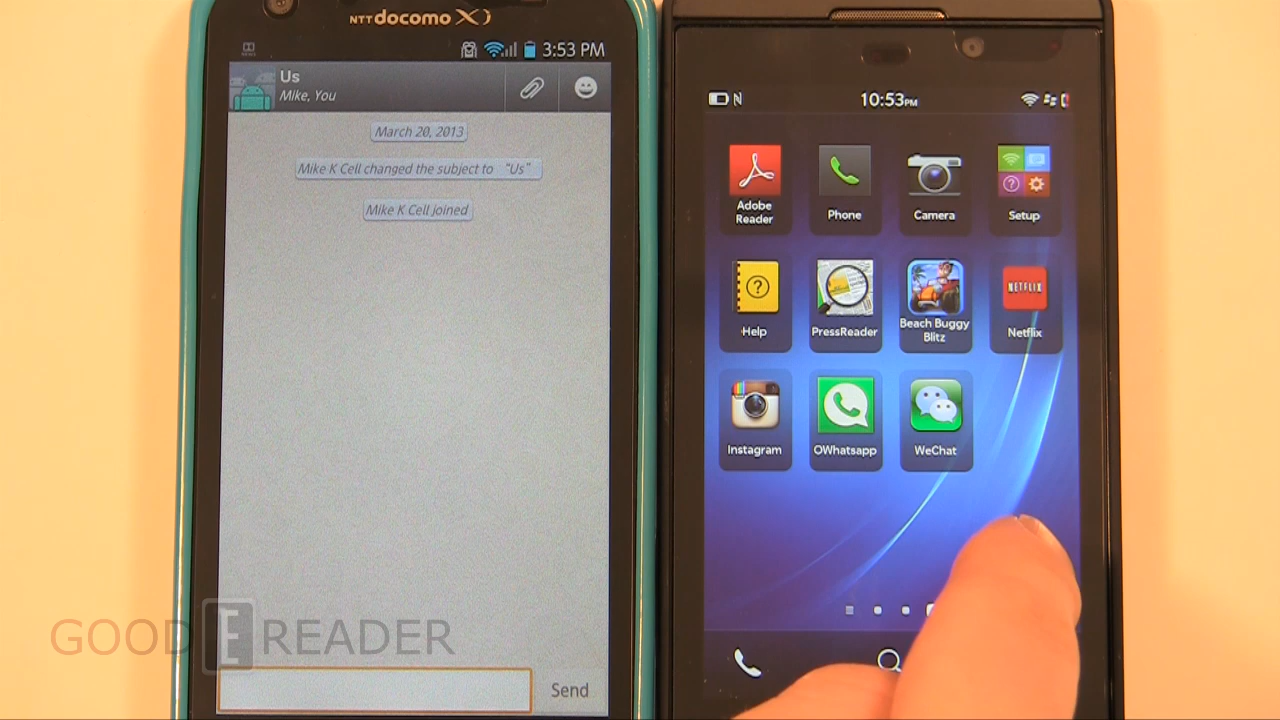 NTT docomo Xi
3:53 PM
Us
Mike, You
March 20, 2013
Mike K Cell changed the subject to "Us"
Mike K Cell joined
Send
N
10:53PM
Adobe Reader
Phone
Camera
Setup
Help
PressReader
Beach Buggy Blitz
NETFLIX
Netflix
Instagram
OWhatsapp
WeChat
GOOD E READER